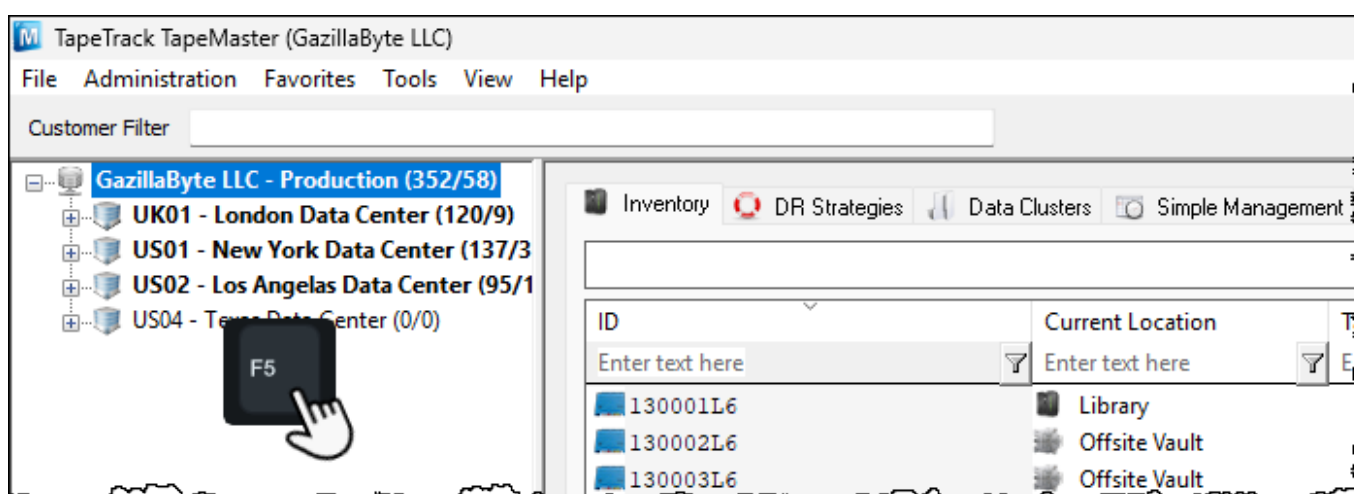 TapeTrack TapeMaster (GazillaByte LLC)
File Administration Favorites Tools View Help
Customer Filter
GazillaByte LLC - Production (352/58)
UK01 - London Data Center (120/9)
US01 - New York Data Center (137/3
US02 - Los Angelas Data Center (95/1
US04 - Texas Data Center (0/0)
F5
Inventory DR Strategies Data Clusters Simple Management
ID Current Location
Enter text here Enter text here
130001L6 Library
130002L6 Offsite Vault
130003L6 Offsite Vault